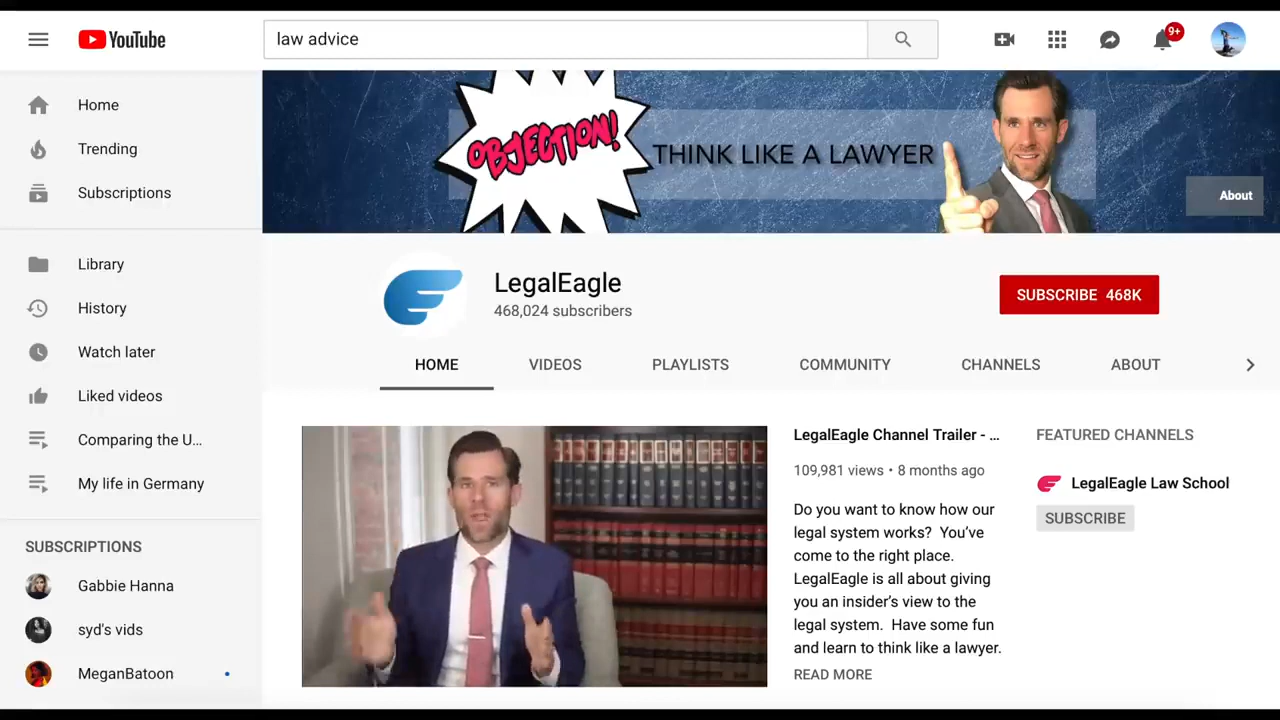 YouTube
law advice
9+
Home
Trending
Subscriptions
Library
History
Watch later
Liked videos
Comparing the U...
My life in Germany
SUBSCRIPTIONS
Gabbie Hanna
syd's vids
MeganBatoon
OBJECTION!
THINK LIKE A LAWYER
About
LegalEagle
468,024 subscribers
SUBSCRIBE 468K
HOME VIDEOS PLAYLISTS COMMUNITY CHANNELS ABOUT
LegalEagle Channel Trailer - ...
109,981 views • 8 months ago
Do you want to know how our
legal system works? You've
come to the right place.
LegalEagle is all about giving
you an insider's view to the
legal system. Have some fun
and learn to think like a lawyer.
READ MORE
FEATURED CHANNELS
LegalEagle Law School
SUBSCRIBE